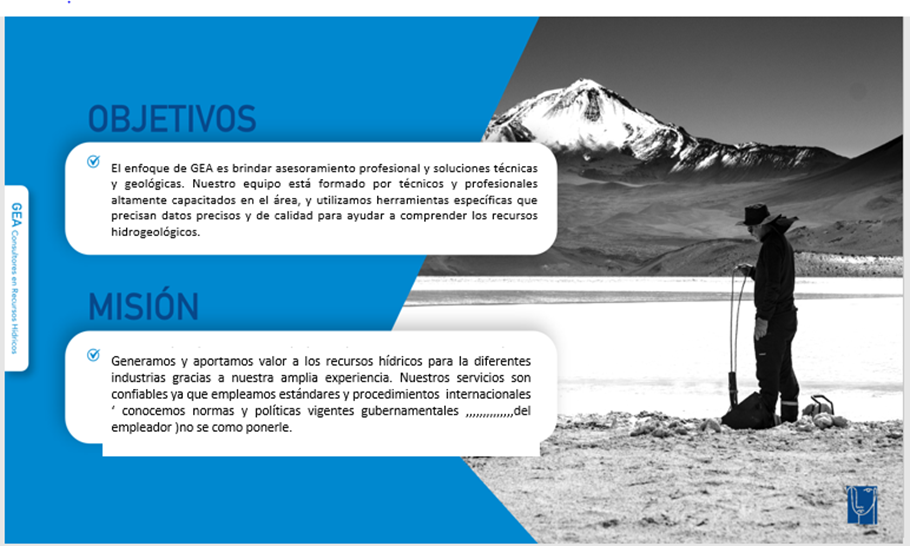 OBJETIVOS
El enfoque de GEA es brindar asesoramiento profesional y soluciones técnicas
y geológicas. Nuestro equipo está formado por técnicos y profesionales
altamente capacitados en el área, y utilizamos herramientas específicas que
precisan datos precisos y de calidad para ayudar a comprender los recursos
hidrogeológicos.
GEA Consultores en Recursos Hídricos
MISIÓN
Generamos y aportamos valor a los recursos hídricos para la diferentes
industrias gracias a nuestra amplia experiencia. Nuestros servicios son
confiables ya que empleamos estándares y procedimientos internacionales
‘ conocemos normas y políticas vigentes gubernamentales ,,,,,,,,,,,,,,del
empleador )no se como ponerle.